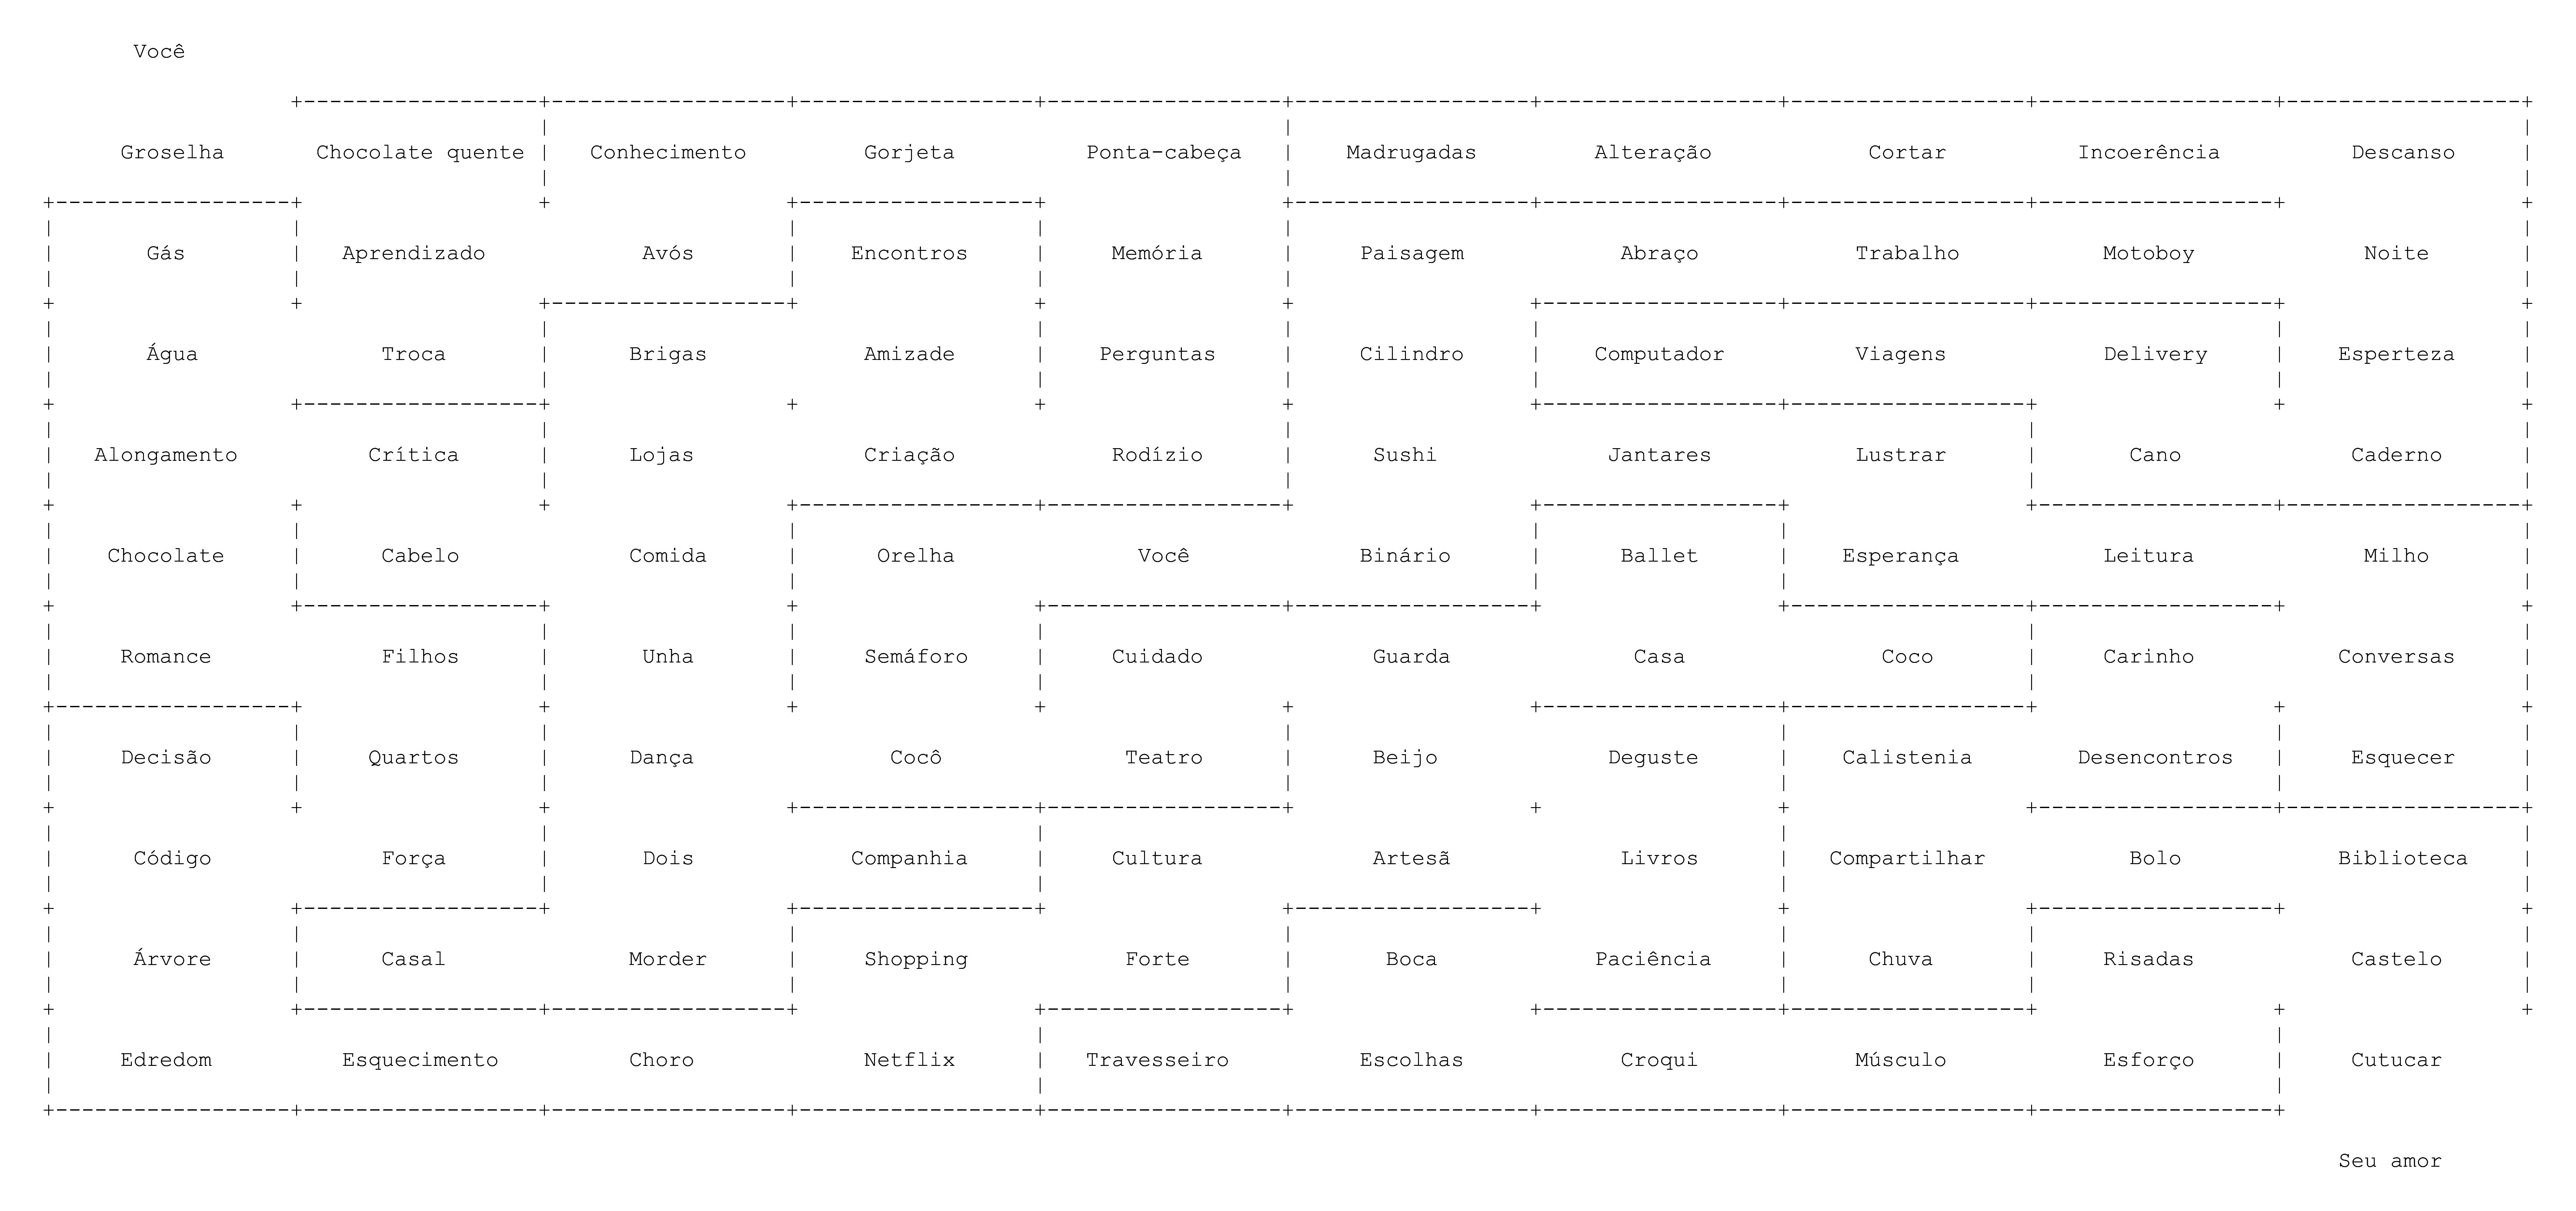 Você
Groselha Chocolate quente Conhecimento Gorjeta Ponta-cabeça Madrugadas Alteração Cortar Incoerência Descanso
Gás Aprendizado Avós Encontros Memória Paisagem Abraço Trabalho Motoboy Noite
Água Troca Brigas Amizade Perguntas Cilindro Computador Viagens Delivery Esperteza
Alongamento Crítica Lojas Criação Rodízio Sushi Jantares Lustrar Cano Caderno
Chocolate Cabelo Comida Orelha Você Binário Ballet Esperança Leitura Milho
Romance Filhos Unha Semáforo Cuidado Guarda Casa Coco Carinho Conversas
Decisão Quartos Dança Cocô Teatro Beijo Deguste Calistenia Desencontros Esquecer
Código Força Dois Companhia Cultura Artesã Livros Compartilhar Bolo Biblioteca
Árvore Casal Morder Shopping Forte Boca Paciência Chuva Risadas Castelo
Edredom Esquecimento Choro Netflix Travesseiro Escolhas Croqui Músculo Esforço Cutucar
Seu amor